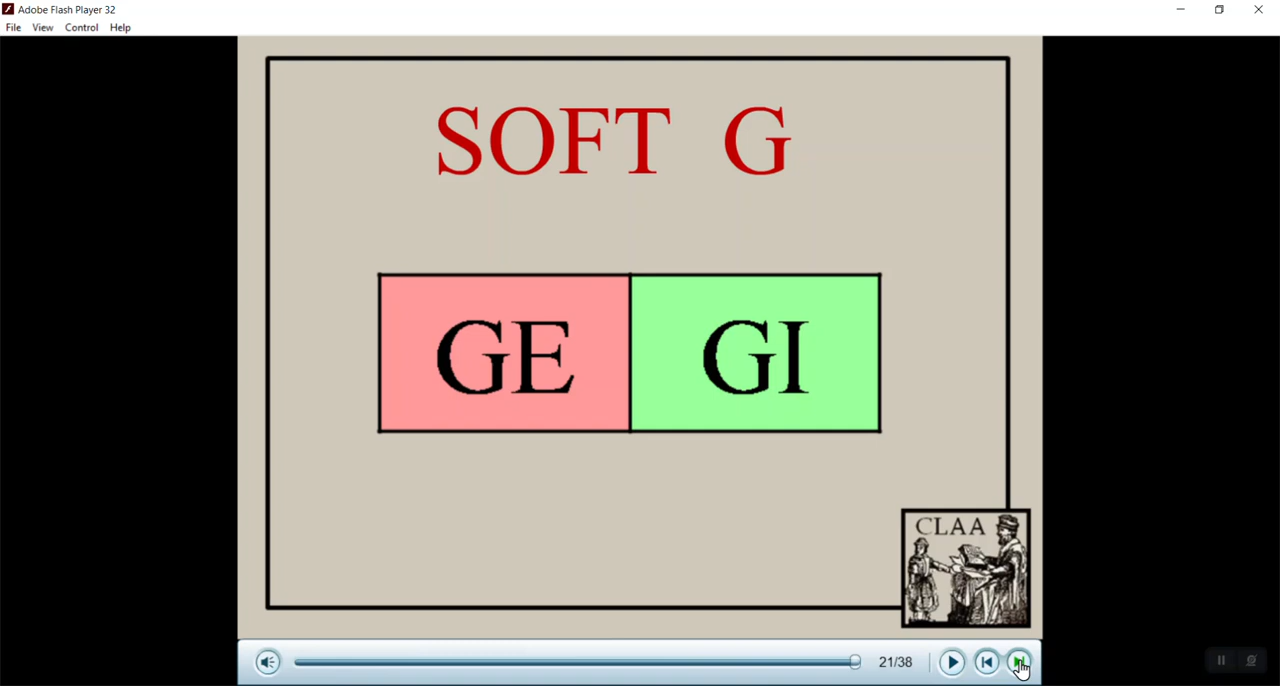 Adobe Flash Player 32
File View Control Help
SOFT G
GE GI
CLAA
21/38